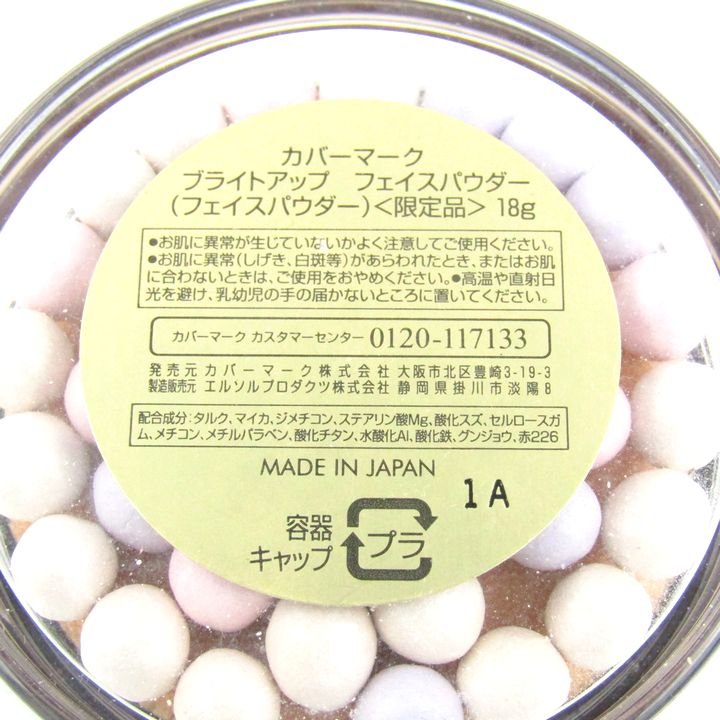 カバーマーク
ブライトアップ　フェイスパウダー
(フェイスパウダー)<限定品> 18g
●お肌に異常が生じていないかよく注意してご使用ください。
●お肌に異常(しげき、白斑等)があらわれたとき、またはお肌
に合わないときは、ご使用をおやめください。●高温や直射日
光を避け、乳幼児の手の届かないところに置いてください。
カバーマーク カスタマーセンター 0120-117133
発売元 カバーマーク株式会社 大阪市北区豊崎3-19-3
製造販売元 エルソルプロダクツ株式会社 静岡県掛川市淡陽8
配合成分:タルク、マイカ、ジメチコン、ステアリン酸Mg、酸化スズ、セルロースガ
ム、メチコン、メチルパラベン、酸化チタン、水酸化Al、酸化鉄、グンジョウ、赤226
MADE IN JAPAN
1A
容器
キャップ
プラ